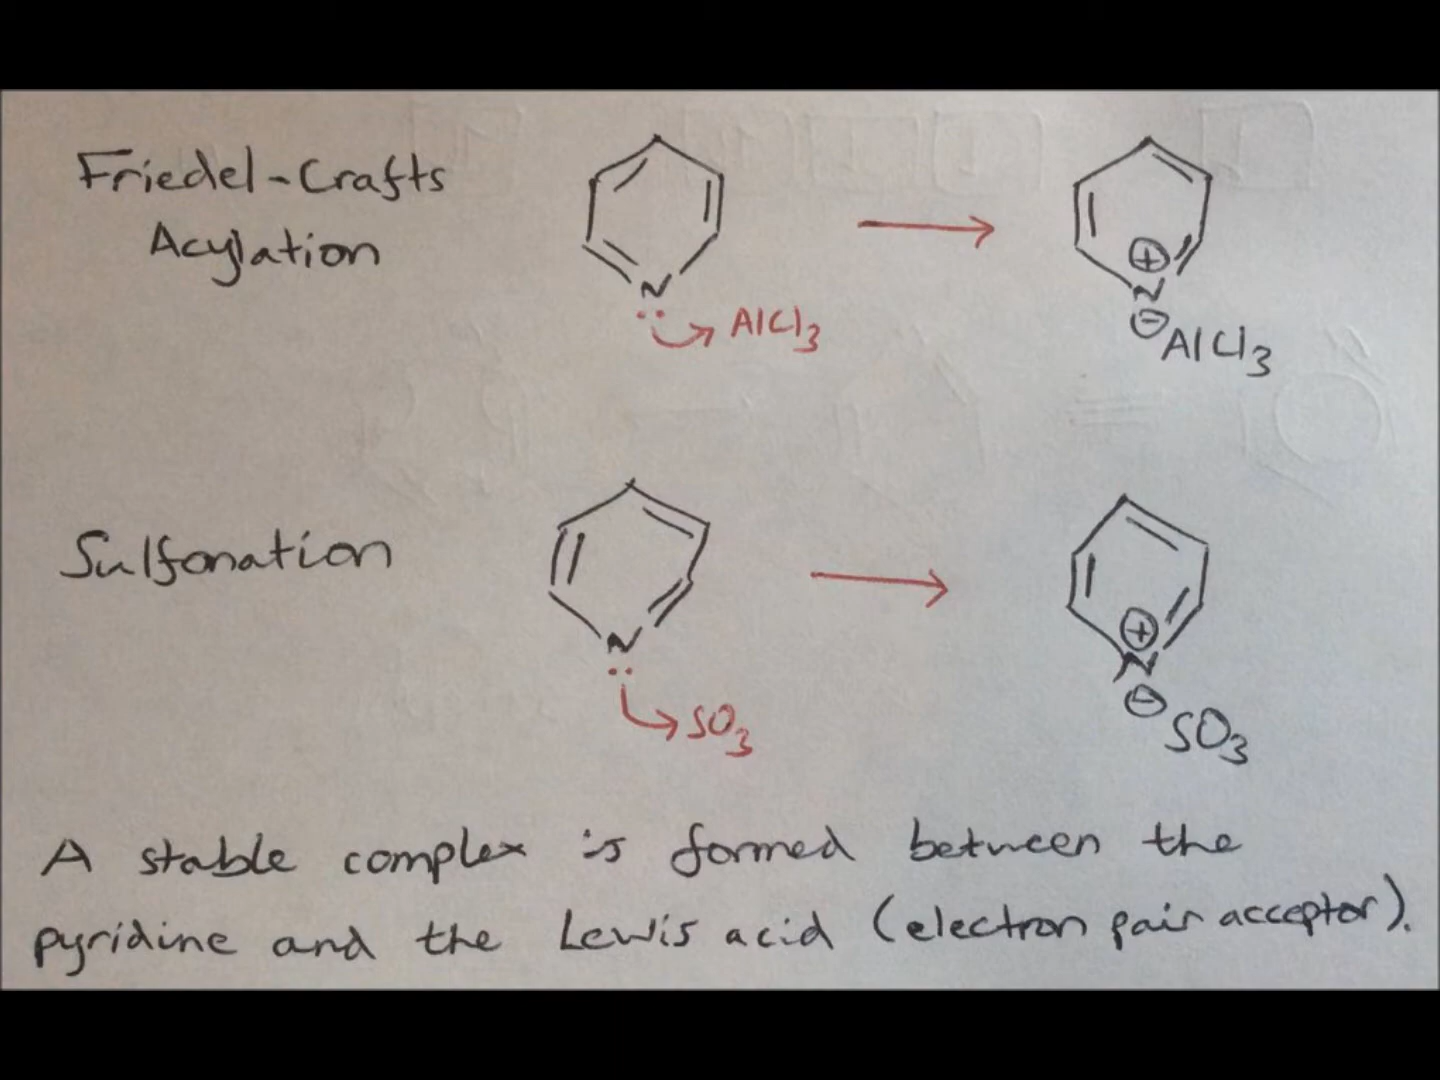 Friedel-Crafts
Acylation
N
:
AlCl3
⊕
N
⊖
AlCl3
Sulfonation
N
:
SO3
⊕
N
⊖
SO3
A stable complex is formed between the
pyridine and the Lewis acid (electron pair acceptor).